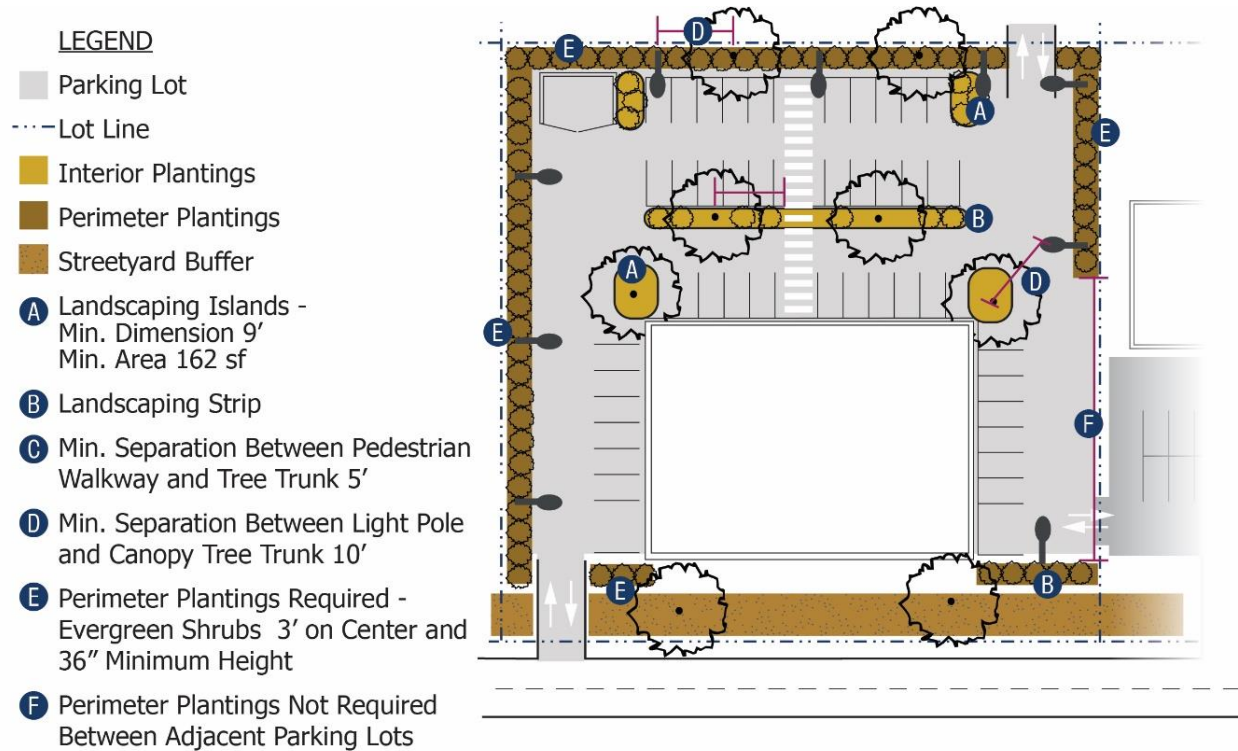 LEGEND
Parking Lot
Lot Line
Interior Plantings
Perimeter Plantings
Streetyard Buffer
A Landscaping Islands -
Min. Dimension 9'
Min. Area 162 sf
B Landscaping Strip
C Min. Separation Between Pedestrian
Walkway and Tree Trunk 5'
D Min. Separation Between Light Pole
and Canopy Tree Trunk 10'
E Perimeter Plantings Required -
Evergreen Shrubs 3' on Center and
36" Minimum Height
F Perimeter Plantings Not Required
Between Adjacent Parking Lots
D
E
A
E
B
A
D
E
F
E
B